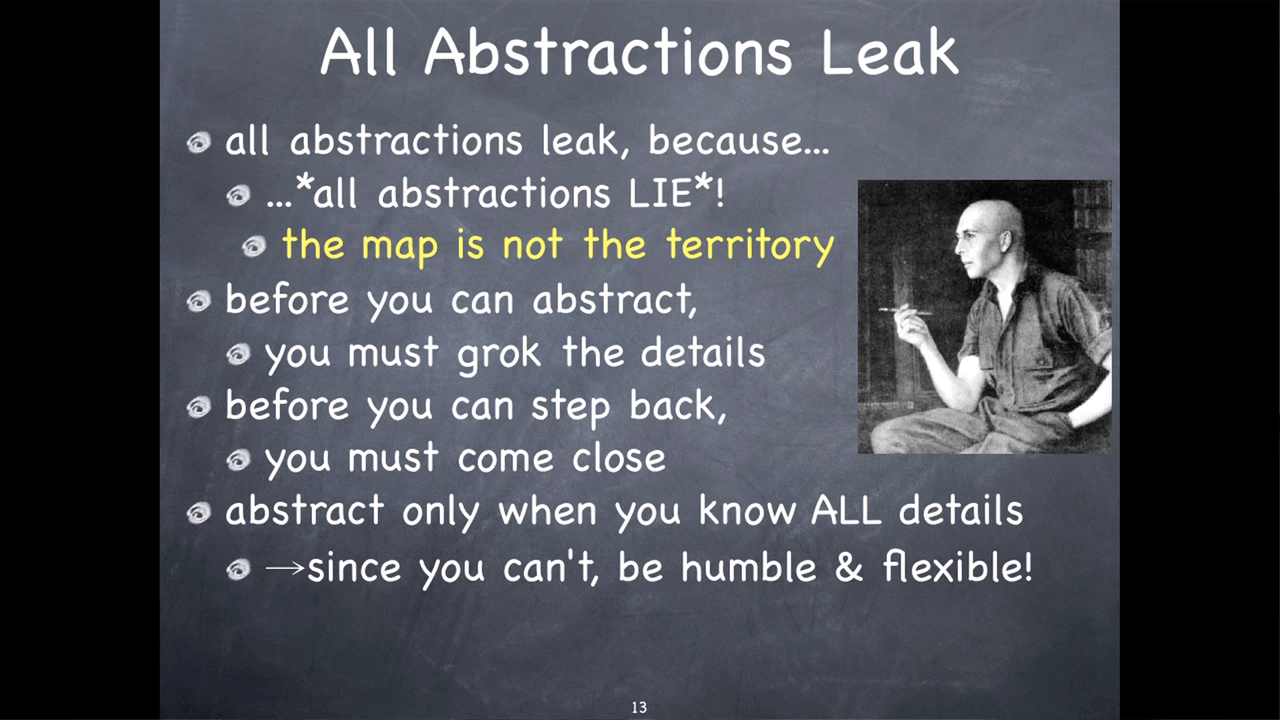 All Abstractions Leak
all abstractions leak, because...
...*all abstractions LIE*!
the map is not the territory
before you can abstract,
you must grok the details
before you can step back,
you must come close
abstract only when you know ALL details
→since you can't, be humble & flexible!
13